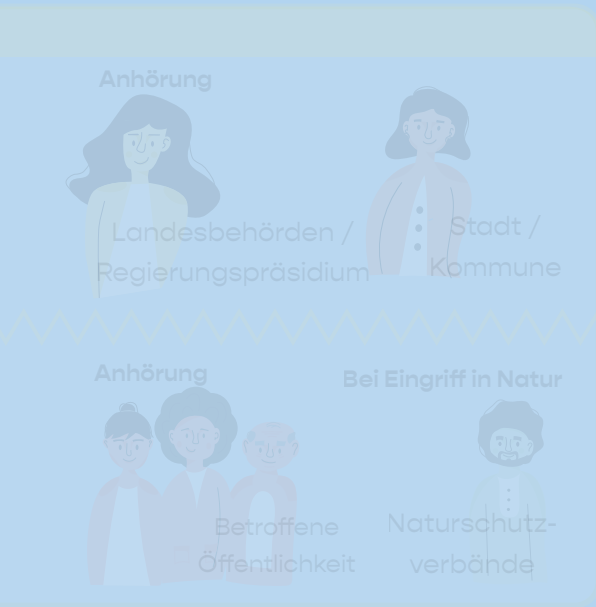 Anhörung
Landesbehörden /
Regierungspräsidium
Stadt /
Kommune
Anhörung
Betroffene
Öffentlichkeit
Bei Eingriff in Natur
Naturschutz-
verbände